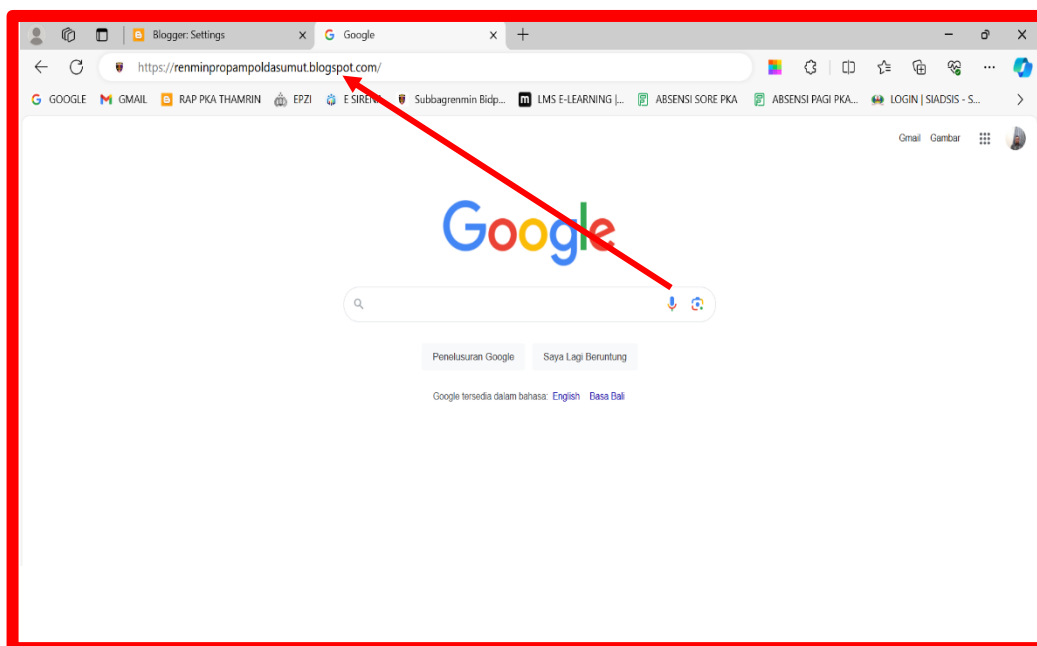 Blogger: Settings Google
https://renminpropampoldasumut.blogspot.com/
GOOGLE GMAIL RAP PKA THAMRIN EPZI E SIRENA Subbagrenmin Bidp... LMS E-LEARNING |... ABSENSI SORE PKA ABSENSI PAGI PKA... LOGIN | SIADSIS - S...
Gmail Gambar
Google
Penelusuran Google Saya Lagi Beruntung
Google tersedia dalam bahasa: English Basa Bali